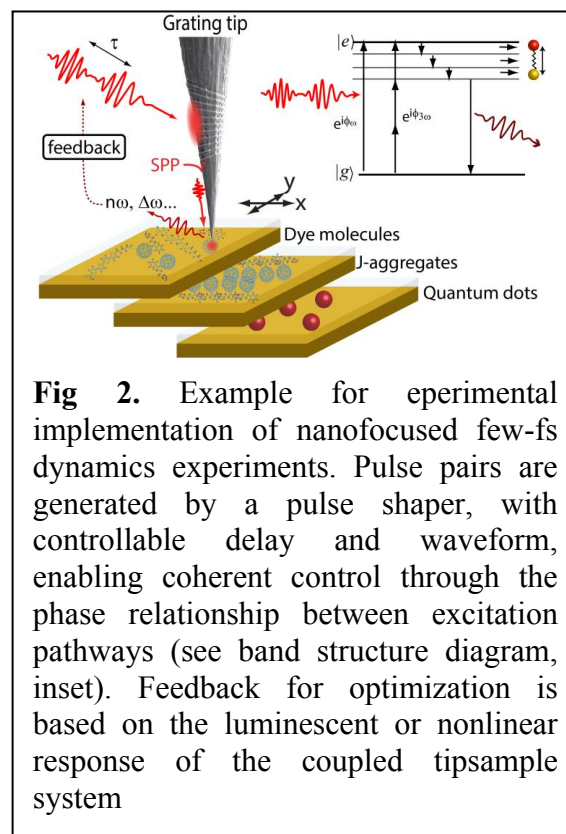 Grating tip
τ
|e⟩
e^{iϕ_ω}
e^{iϕ_{3ω}}
feedback
SPP
|g⟩
y
x
nω, Δω...
Dye molecules
J-aggregates
Quantum dots
Fig 2. Example for eperimental
implementation of nanofocused few-fs
dynamics experiments. Pulse pairs are
generated by a pulse shaper, with
controllable delay and waveform,
enabling coherent control through the
phase relationship between excitation
pathways (see band structure diagram,
inset). Feedback for optimization is
based on the luminescent or nonlinear
response of the coupled tipsample
system